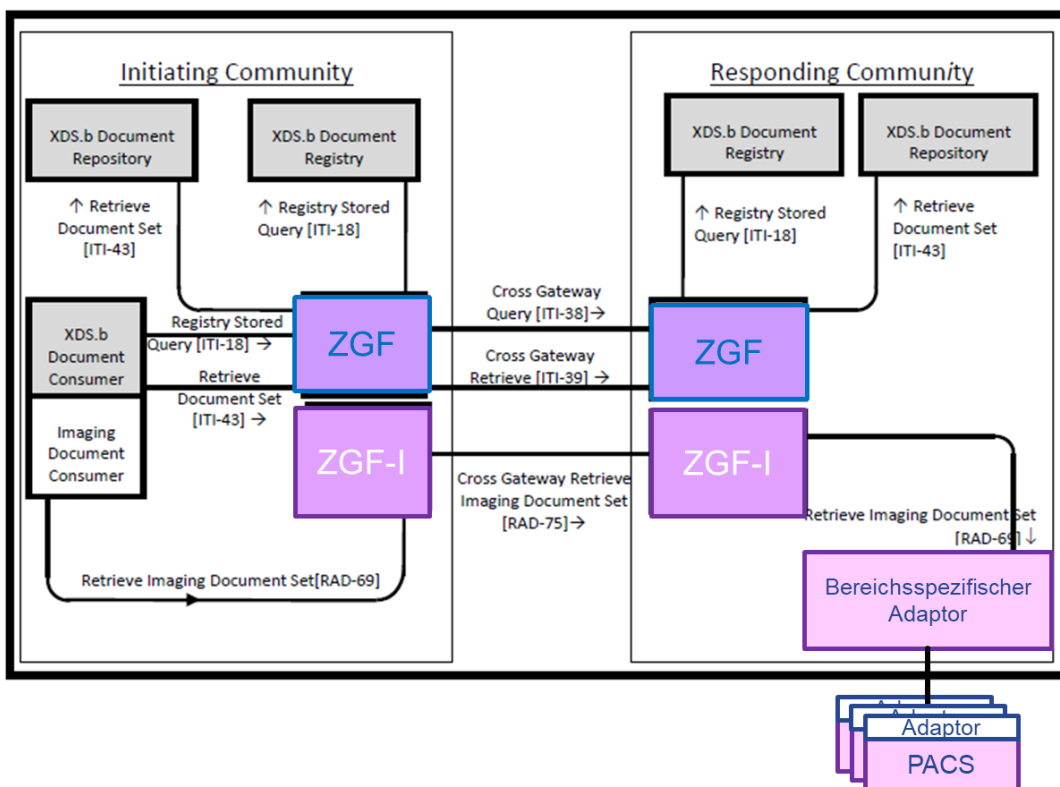 Initiating Community
XDS.b Document
Repository
XDS.b Document
Registry
↑ Retrieve
Document Set
[ITI-43]
↑ Registry Stored
Query [ITI-18]
XDS.b
Document
Consumer
Imaging
Document
Consumer
Registry Stored
Query [ITI-18] →
Retrieve
Document Set
[ITI-43] →
ZGF
ZGF-I
Retrieve Imaging Document Set[RAD-69]
Cross Gateway
Query [ITI-38]→
Cross Gateway
Retrieve [ITI-39]→
Cross Gateway Retrieve
Imaging Document Set
[RAD-75]→
Responding Community
XDS.b Document
Registry
XDS.b Document
Repository
↑ Registry Stored
Query [ITI-18]
↑ Retrieve
Document Set
[ITI-43]
ZGF
ZGF-I
Retrieve Imaging Document Set
[RAD-69]↓
Bereichsspezifischer
Adaptor
Adaptor
PACS